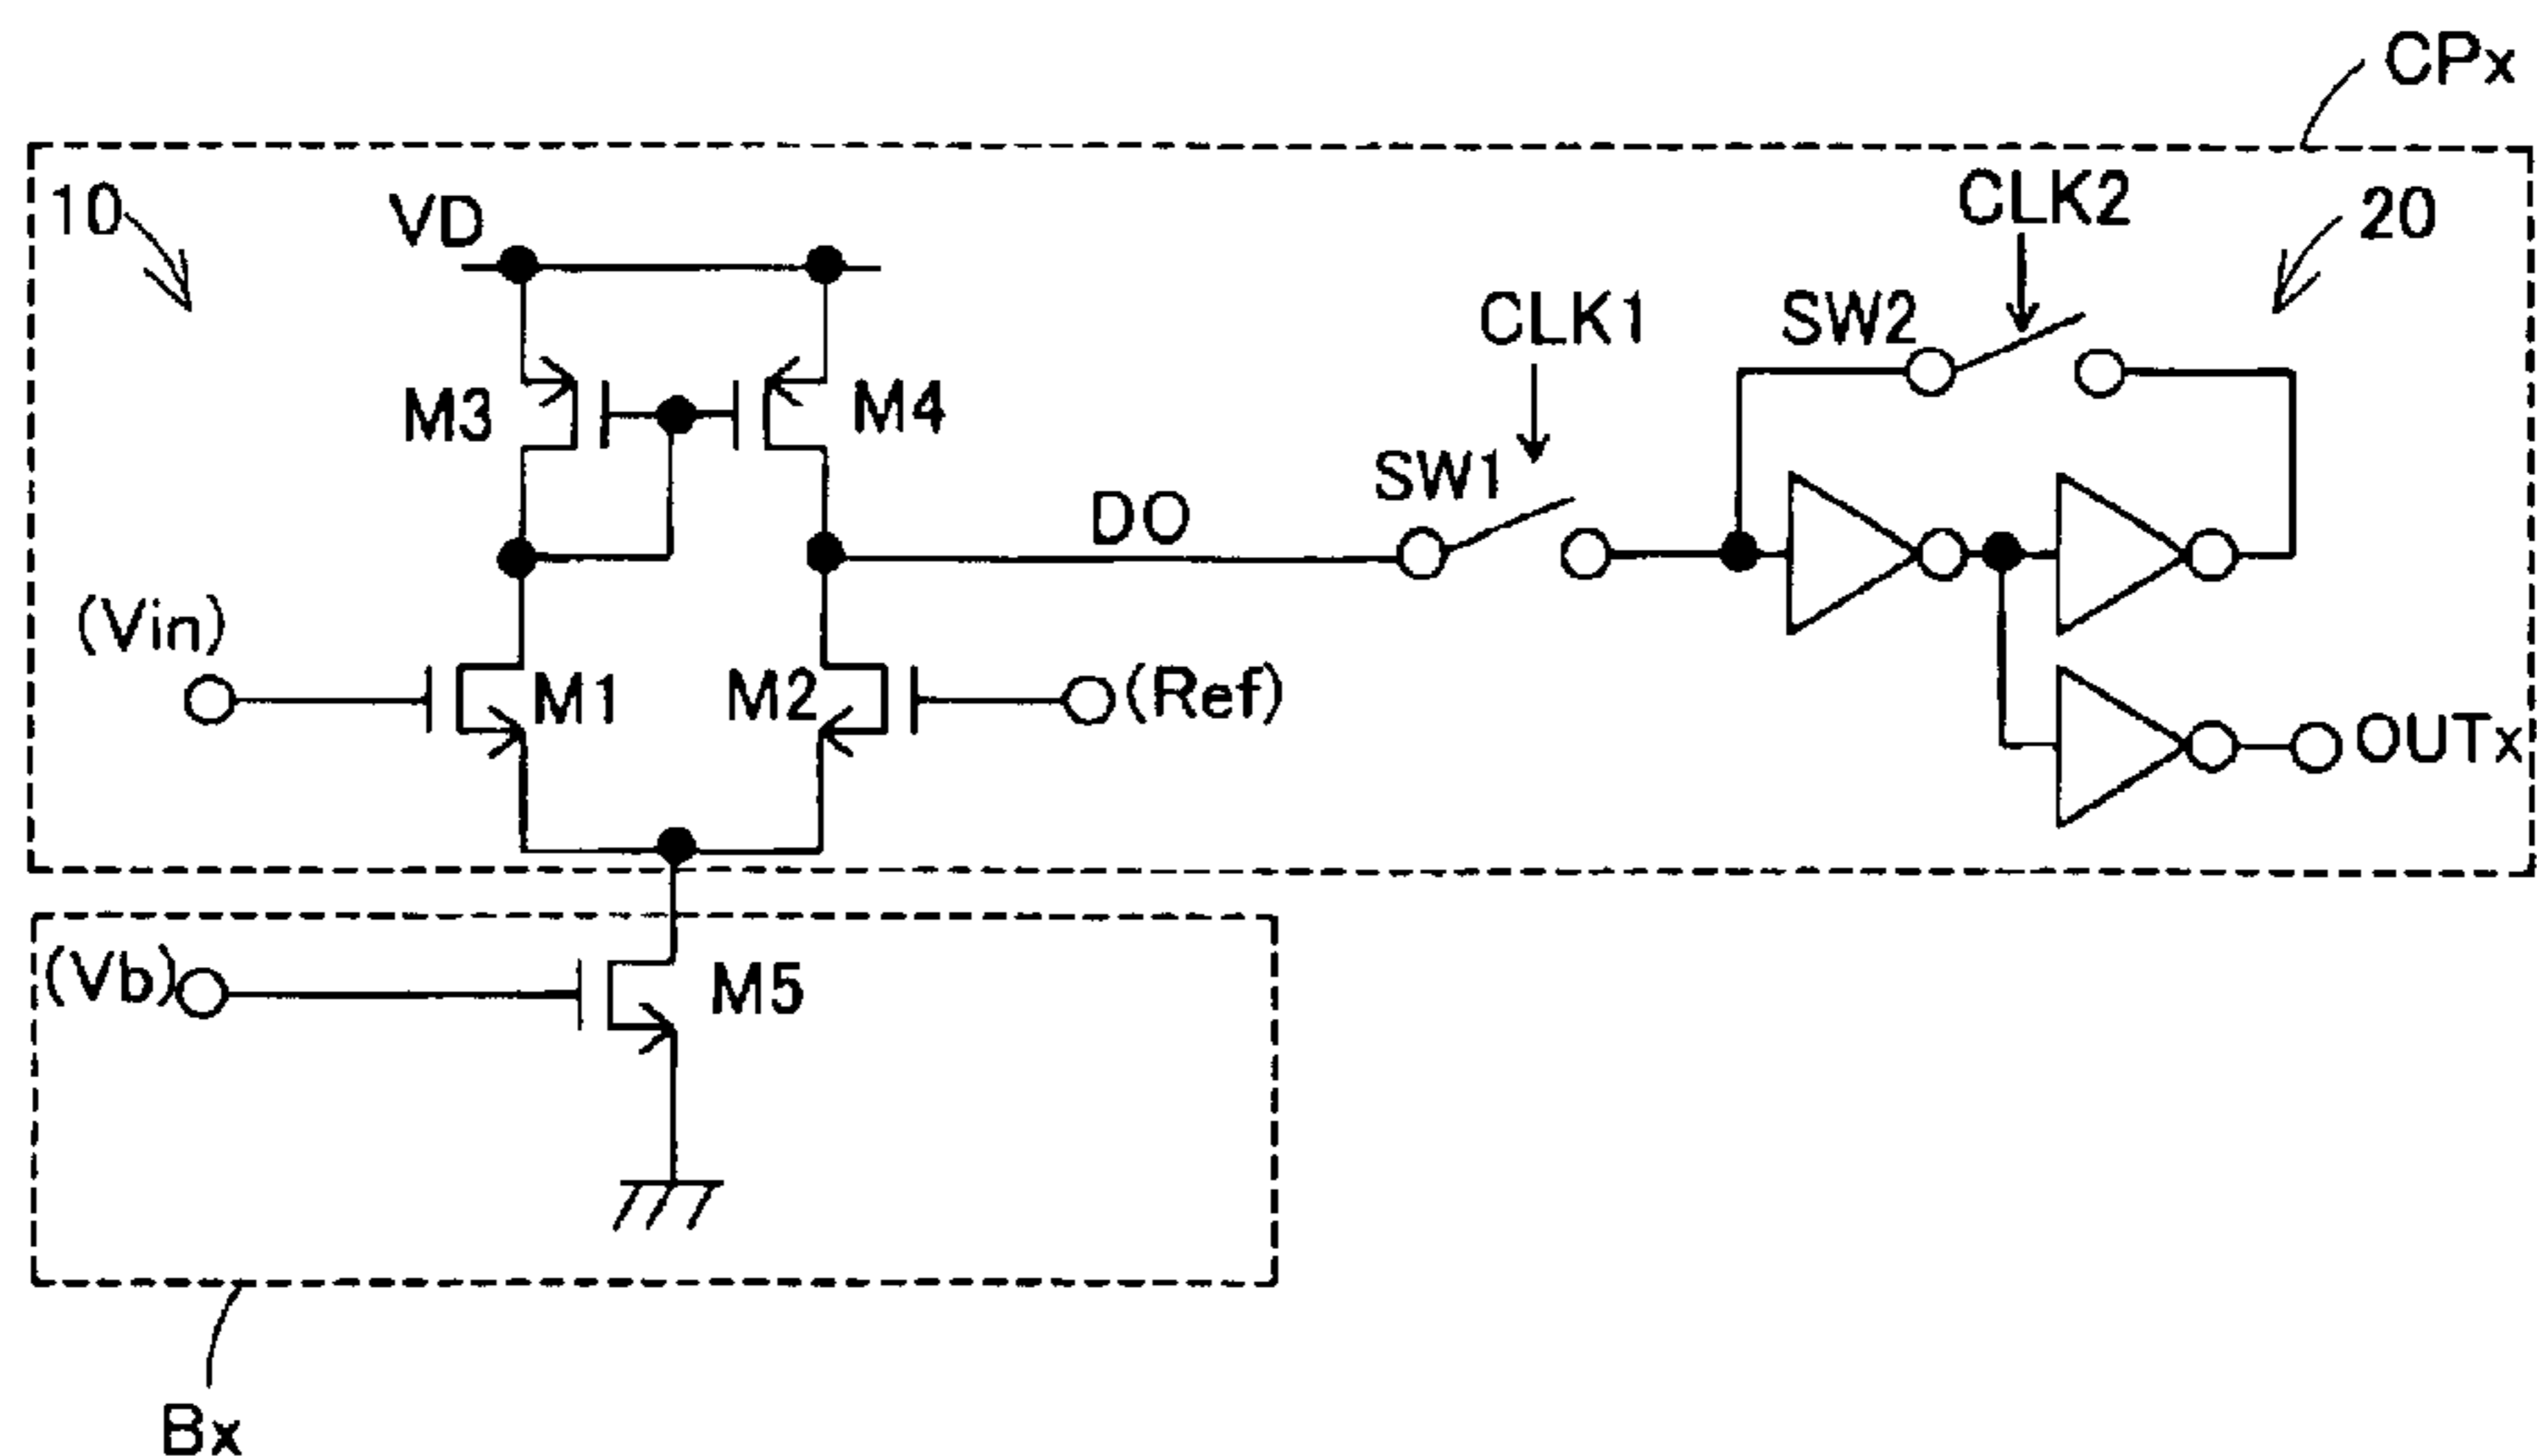 CPx
10
VD
CLK2
20
CLK1
SW2
M3
M4
SW1
DO
(Vin)
M1
M2
(Ref)
OUTx
(Vb)
M5
Bx